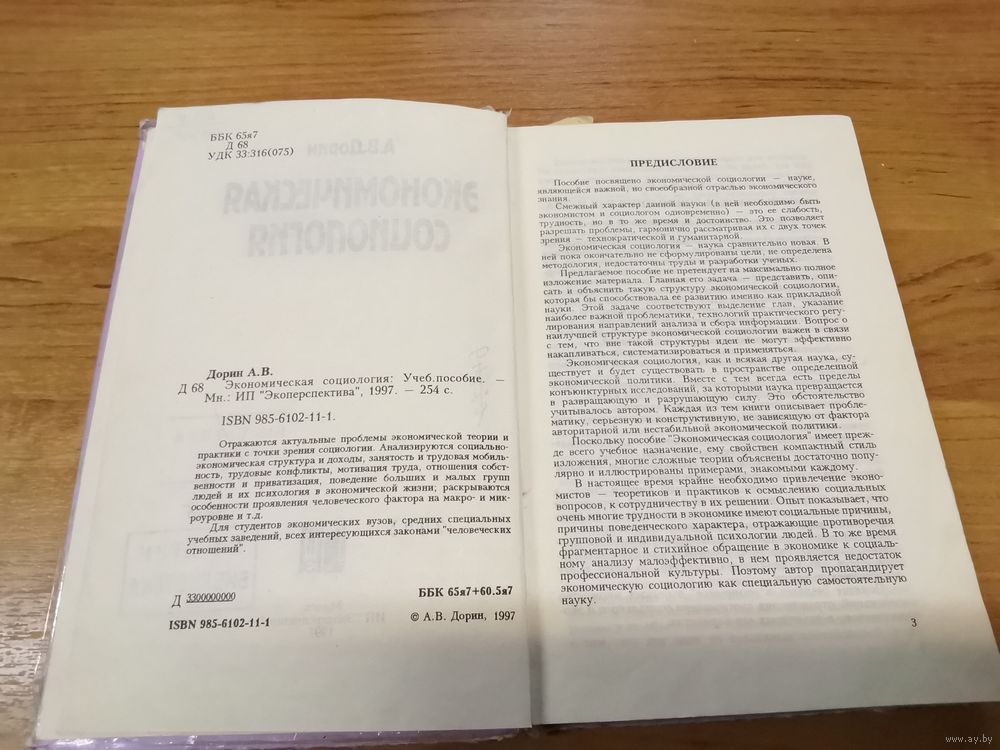 ББК 65я7
Д 68
УДК 33:316(075)
Дорин А.В.
Д 68 Экономическая социология: Учеб.пособие. —
Мн.: ИП "Экоперспектива", 1997. — 254 с.
ISBN 985-6102-11-1.
Отражаются актуальные проблемы экономической теории и
практики с точки зрения социологии. Анализируются социально-
экономическая структура и доходы, занятость и трудовая мобиль-
ность, трудовые конфликты, мотивация труда, отношения собст-
венности и приватизация, поведение больших и малых групп
людей и их психология в экономической жизни; раскрываются
особенности проявления человеческого фактора на макро- и мик-
роуровне и т.д.
Для студентов экономических вузов, средних специальных
учебных заведений, всех интересующихся законами "человеческих
отношений".
Д 3300000000
ББК 65я7+60.5я7
ISBN 985-6102-11-1
© А.В. Дорин, 1997
ПРЕДИСЛОВИЕ
Пособие посвящено экономической социологии — науке,
являющейся важной, но своеобразной отраслью экономического
знания.
Смежный характер данной науки (в ней необходимо быть
экономистом и социологом одновременно) — это ее слабость,
трудность, но в то же время и достоинство. Это позволяет
разрешать проблемы, гармонично рассматривая их с двух точек
зрения — технократической и гуманитарной.
Экономическая социология — наука сравнительно новая. В
ней пока окончательно не сформулированы цели, не определена
методология, недостаточны труды и разработки ученых.
Предлагаемое пособие не претендует на максимально полное
изложение материала. Главная его задача — представить, опи-
сать и объяснить такую структуру экономической социологии,
которая бы способствовала ее развитию именно как прикладной
науки. Этой задаче соответствуют выделение глав, указание
наиболее важной проблематики, технологий практического регу-
лирования направлений анализа и сбора информации. Вопрос о
наилучшей структуре экономической социологии важен в связи
с тем, что вне такой структуры идеи не могут эффективно
накапливаться, систематизироваться и применяться.
Экономическая социология, как и всякая другая наука, су-
ществует и будет существовать в пространстве определенной
экономической политики. Вместе с тем всегда есть пределы
конъюнктурных исследований, за которыми наука превращается
в развращающую и разрушающую силу. Это обстоятельство
учитывалось автором. Каждая из тем книги описывает пробле-
матику, серьезную и конструктивную, не зависящую от фактора
авторитарной или нестабильной экономической политики.
Поскольку пособие "Экономическая социология" имеет преж-
де всего учебное назначение, ему свойствен компактный стиль
изложения, многие сложные теории объяснены достаточно попу-
лярно и иллюстрированы примерами, знакомыми каждому.
В настоящее время крайне необходимо привлечение эконо-
мистов — теоретиков и практиков к осмыслению социальных
вопросов, к сотрудничеству в их решении. Опыт показывает, что
очень многие трудности в экономике имеют социальные причины,
причины поведенческого характера, отражающие противоречия
групповой и индивидуальной психологии людей. В то же время
фрагментарное и стихийное обращение в экономике к социаль-
ному анализу малоэффективно, в нем проявляется недостаток
профессиональной культуры. Поэтому автор пропагандирует
экономическую социологию как специальную самостоятельную
науку.
3
www.ay.by